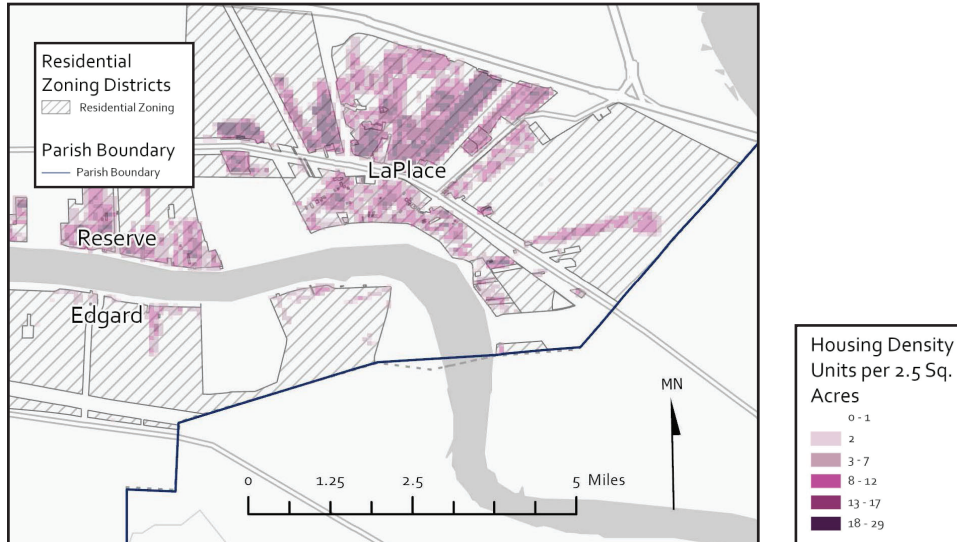 Residential
Zoning Districts
Residential Zoning
Parish Boundary
Parish Boundary
LaPlace
Reserve
Edgard
MN
0 1.25 2.5 5 Miles
Housing Density
Units per 2.5 Sq.
Acres
0 - 1
2
3 - 7
8 - 12
13 - 17
18 - 29